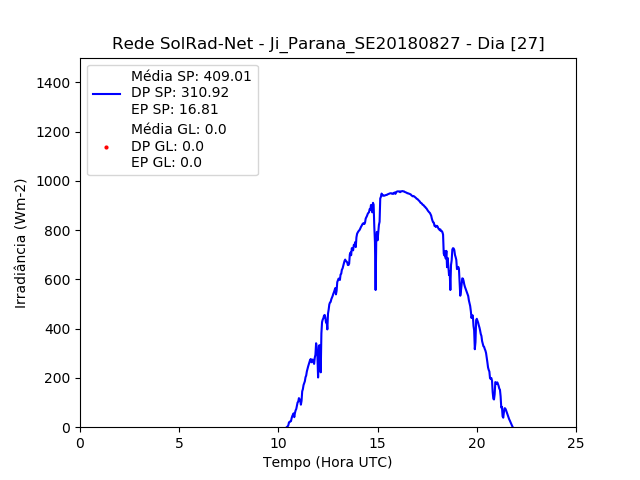 Rede SolRad-Net - Ji_Parana_SE20180827 - Dia [27]
Média SP: 409.01
DP SP: 310.92
EP SP: 16.81
Média GL: 0.0
DP GL: 0.0
EP GL: 0.0
1400
1200
1000
800
600
400
200
0
Irradiância (Wm-2)
0 5 10 15 20 25
Tempo (Hora UTC)